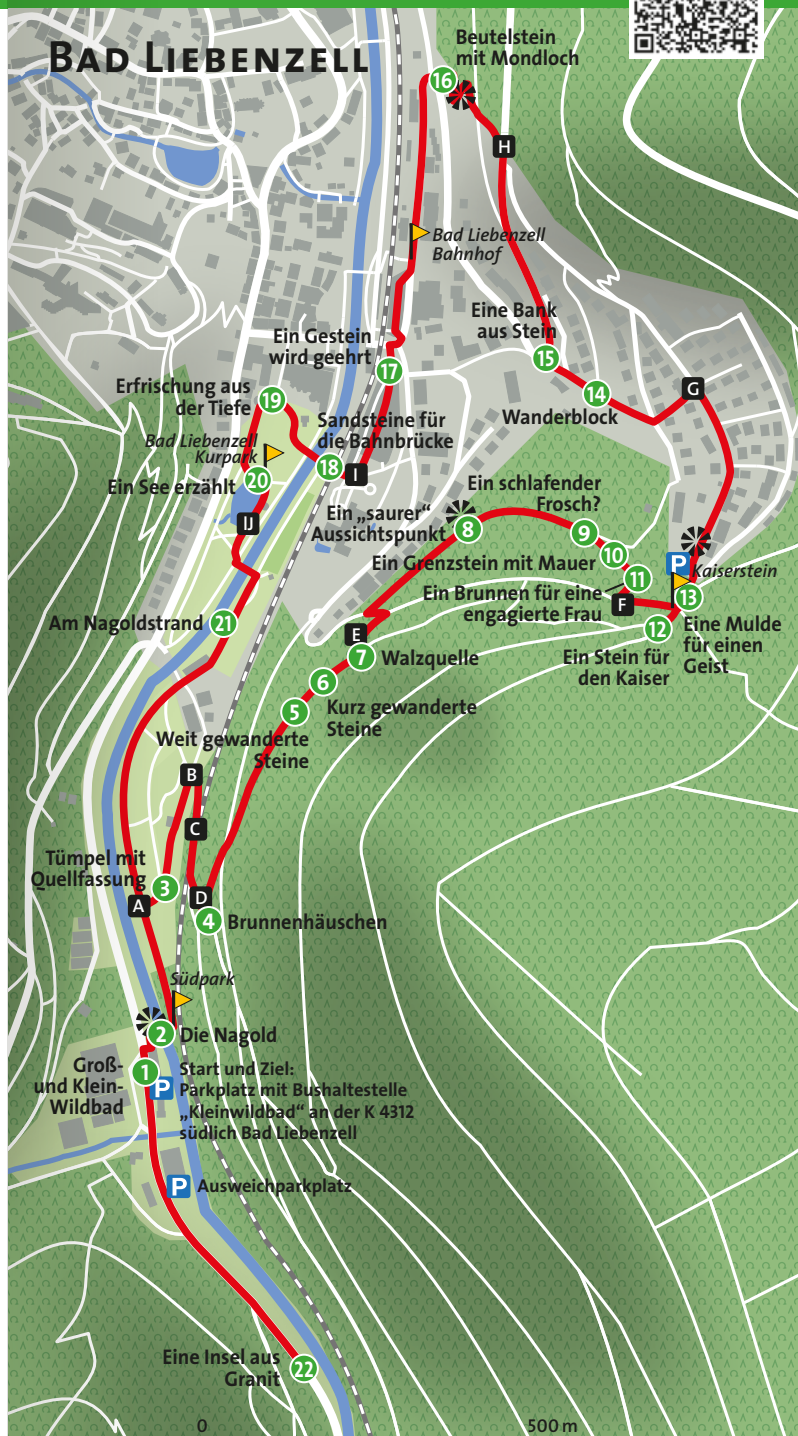 BAD LIEBENZELL
Beutelstein
mit Mondloch
16
H
Bad Liebenzell
Bahnhof
Eine Bank
aus Stein
15
Ein Gestein
wird geehrt
17
14
G
Wanderblock
Erfrischung aus
der Tiefe
19
Sandsteine für
die Bahnbrücke
Bad Liebenzell
Kurpark
18
I
Ein See erzählt
20
Ein schlafender
Frosch?
IJ
Ein „saurer“
Aussichtspunkt
8
9
Ein Grenzstein mit Mauer
10
P
Kaiserstein
11
Ein Brunnen für eine
engagierte Frau
F
13
Am Nagoldstrand
21
E
12
Eine Mulde
für einen
Geist
7
Walzquelle
Ein Stein für
den Kaiser
6
5
Kurz gewanderte
Steine
Weit gewanderte
Steine
B
C
Tümpel mit
Quellfassung
3
A
D
4
Brunnenhäuschen
Südpark
2
Die Nagold
Groß-
und Klein-
Wildbad
1
P
Start und Ziel:
Parkplatz mit Bushaltestelle
„Kleinwildbad“ an der K 4312
südlich Bad Liebenzell
P
Ausweichparkplatz
Eine Insel aus
Granit
22
0
500 m